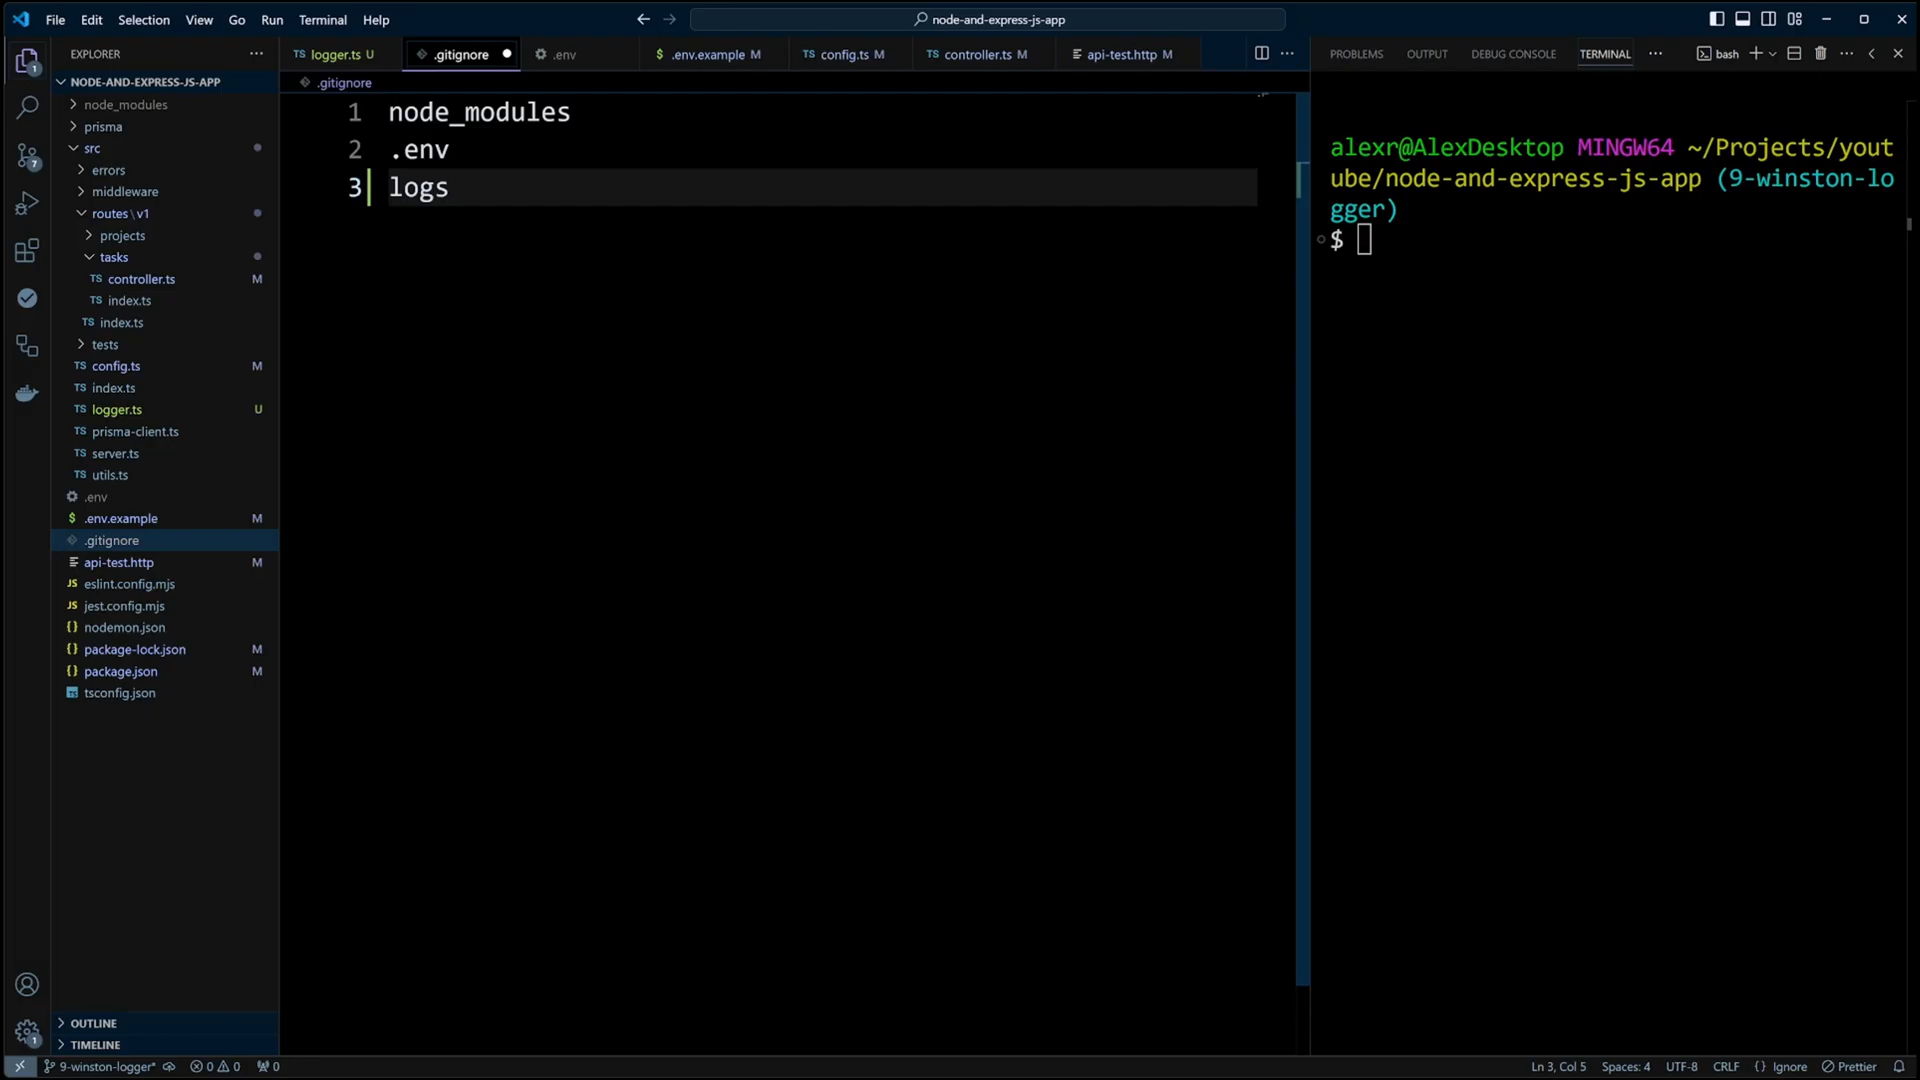 File Edit Selection View Go Run Terminal Help
node-and-express-js-app
EXPLORER
NODE-AND-EXPRESS-JS-APP
node_modules
prisma
src
errors
middleware
routes\v1
projects
tasks
TS controller.ts M
TS index.ts
TS index.ts
tests
TS config.ts M
TS index.ts
TS logger.ts U
TS prisma-client.ts
TS server.ts
TS utils.ts
.env
$ .env.example M
.gitignore
api-test.http M
JS eslint.config.mjs
JS jest.config.mjs
{} nodemon.json
{} package-lock.json M
{} package.json M
TS tsconfig.json
OUTLINE
TIMELINE
1
7
1
TS logger.ts U
.gitignore
.env
$ .env.example M
TS config.ts M
TS controller.ts M
api-test.http M
.gitignore
1 node_modules
2 .env
3 logs
PROBLEMS OUTPUT DEBUG CONSOLE TERMINAL
bash
alexr@AlexDesktop MINGW64 ~/Projects/yout
ube/node-and-express-js-app (9-winston-lo
gger)
$
9-winston-logger* 0 0 0
Ln 3, Col 5 Spaces: 4 UTF-8 CRLF {} Ignore Prettier